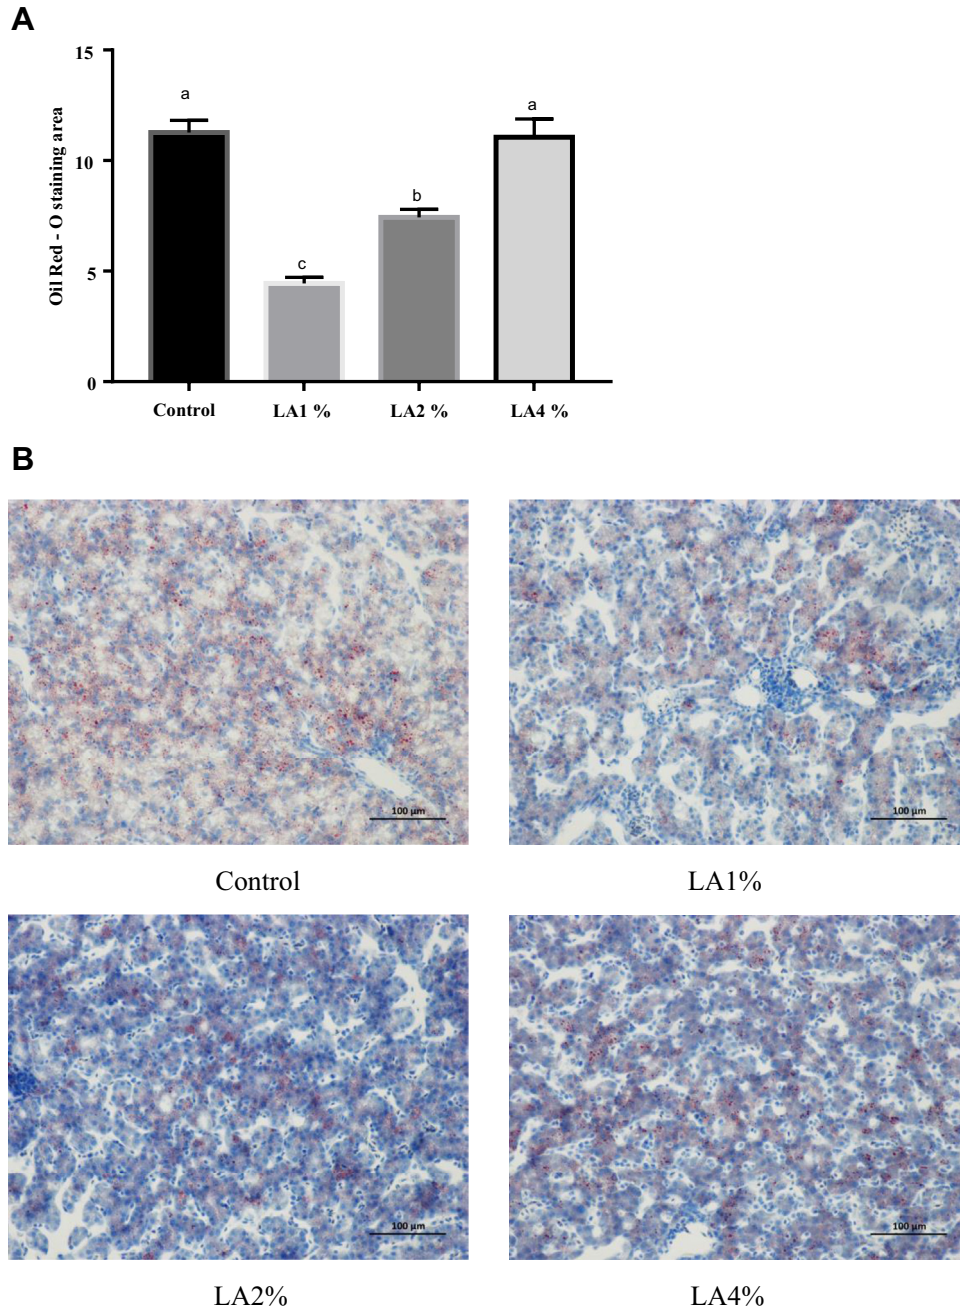 A
15
10
5
0
Oil Red - O staining area
a
c
b
a
Control LA1 % LA2 % LA4 %
B
100 µm
100 µm
Control LA1%
100 µm
100 µm
LA2% LA4%